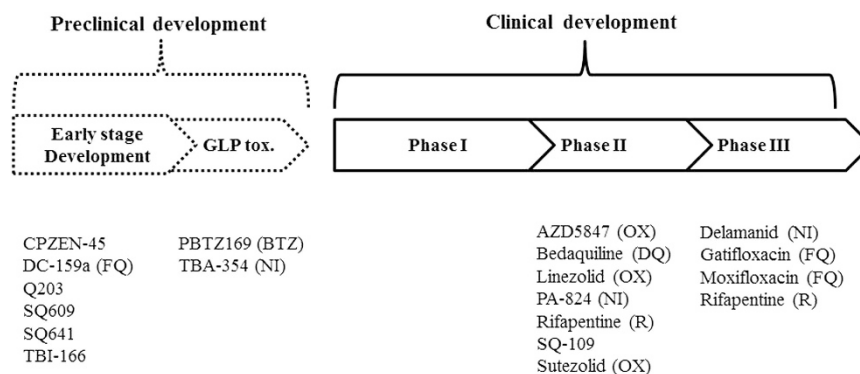 Preclinical development
Clinical development
Early stage
Development
GLP tox.
Phase I
Phase II
Phase III
CPZEN-45
DC-159a (FQ)
Q203
SQ609
SQ641
TBI-166
PBTZ169 (BTZ)
TBA-354 (NI)
AZD5847 (OX)
Bedaquiline (DQ)
Linezolid (OX)
PA-824 (NI)
Rifapentine (R)
SQ-109
Sutezolid (OX)
Delamanid (NI)
Gatifloxacin (FQ)
Moxifloxacin (FQ)
Rifapentine (R)